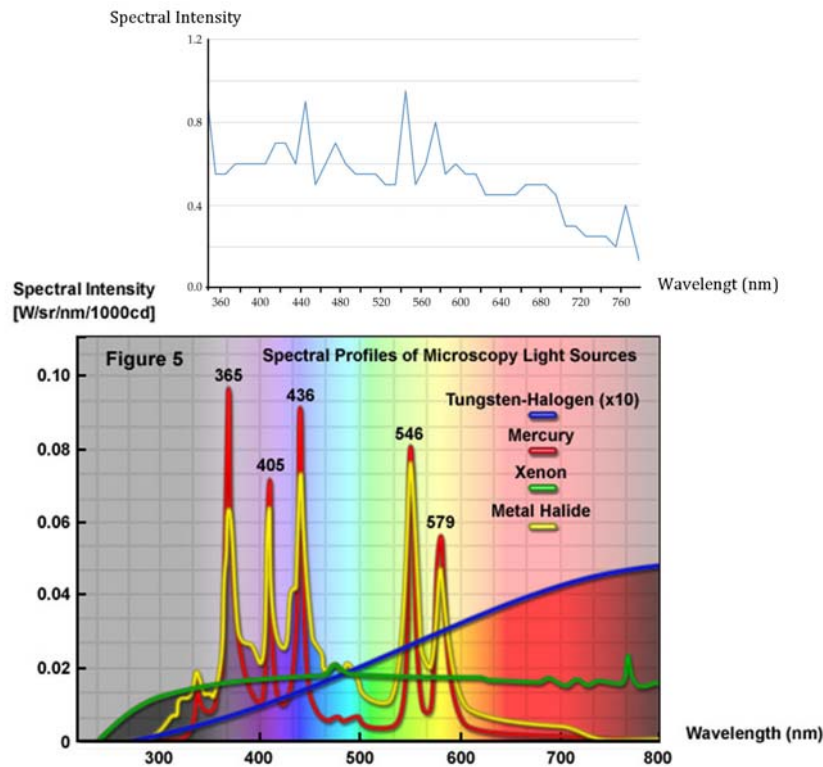 Spectral Intensity
1.2
0.8
0.4
0.0
360 400 440 480 520 560 600 640 680 720 760
Wavelengt (nm)
Spectral Intensity
[W/sr/nm/1000cd]
Figure 5
Spectral Profiles of Microscopy Light Sources
0.10
0.08
0.06
0.04
0.02
0
365
405
436
546
579
Tungsten-Halogen (x10)
Mercury
Xenon
Metal Halide
300 400 500 600 700 800
Wavelength (nm)